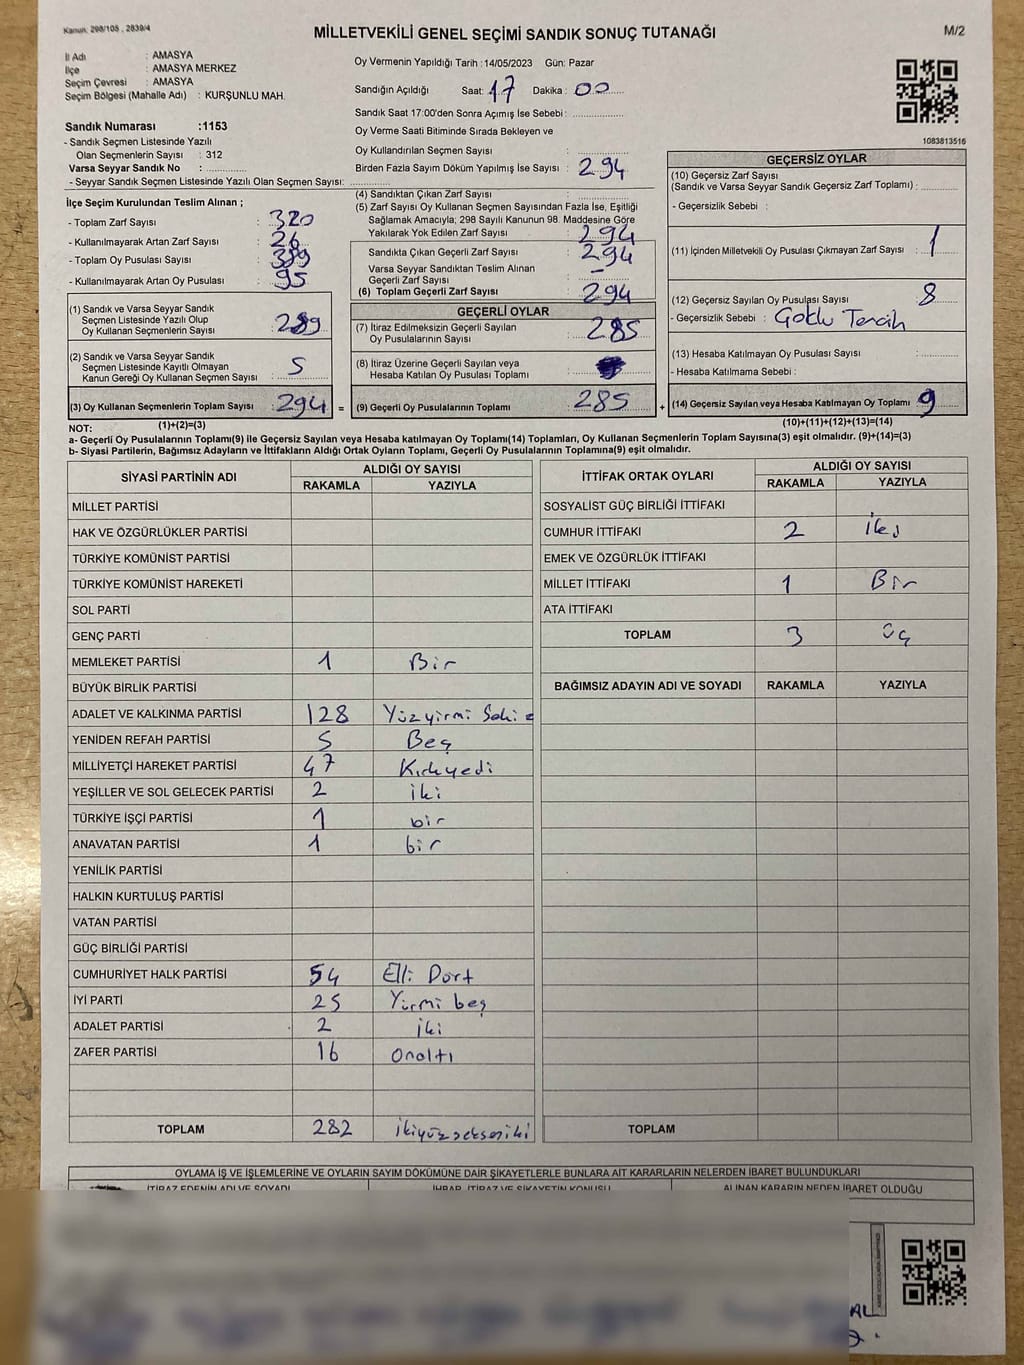 Kanun: 298/105 , 2839/4
MİLLETVEKİLİ GENEL SEÇİMİ SANDIK SONUÇ TUTANAĞI
M/2
İl Adı : AMASYA
İlçe : AMASYA MERKEZ
Seçim Çevresi : AMASYA
Seçim Bölgesi (Mahalle Adı) : KURŞUNLU MAH.
Sandık Numarası :1153
- Sandık Seçmen Listesinde Yazılı
Olan Seçmenlerin Sayısı : 312
Varsa Seyyar Sandık No :
- Seyyar Sandık Seçmen Listesinde Yazılı Olan Seçmen Sayısı:
İlçe Seçim Kurulundan Teslim Alınan ;
- Toplam Zarf Sayısı : 320
- Kullanılmayarak Artan Zarf Sayısı : 26
- Toplam Oy Pusulası Sayısı :
- Kullanılmayarak Artan Oy Pusulası : 95
(1) Sandık ve Varsa Seyyar Sandık
Seçmen Listesinde Yazılı Olup
Oy Kullanan Seçmenlerin Sayısı : 289
(2) Sandık ve Varsa Seyyar Sandık
Seçmen Listesinde Kayıtlı Olmayan
Kanun Gereği Oy Kullanan Seçmen Sayısı : 5
(3) Oy Kullanan Seçmenlerin Toplam Sayısı : 294 =
Oy Vermenin Yapıldığı Tarih :14/05/2023 Gün: Pazar
Sandığın Açıldığı Saat: 17 Dakika : 00
Sandık Saat 17:00'den Sonra Açımış İse Sebebi:
Oy Verme Saati Bitiminde Sırada Bekleyen ve
Oy Kullandırılan Seçmen Sayısı :
Birden Fazla Sayım Döküm Yapılmış İse Sayısı : 294
(4) Sandıktan Çıkan Zarf Sayısı :
(5) Zarf Sayısı Oy Kullanan Seçmen Sayısından Fazla İse, Eşitliği
Sağlamak Amacıyla; 298 Sayılı Kanunun 98. Maddesine Göre
Yakılarak Yok Edilen Zarf Sayısı : 294
Sandıkta Çıkan Geçerli Zarf Sayısı : 294
Varsa Seyyar Sandıktan Teslim Alınan
Geçerli Zarf Sayısı : -
(6) Toplam Geçerli Zarf Sayısı : 294
GEÇERLİ OYLAR
(7) İtiraz Edilmeksizin Geçerli Sayılan
Oy Pusulalarının Sayısı : 285
(8) İtiraz Üzerine Geçerli Sayılan veya
Hesaba Katılan Oy Pusulası Toplamı :
(9) Geçerli Oy Pusulalarının Toplamı : 285 +
1083813516
GEÇERSİZ OYLAR
(10) Geçersiz Zarf Sayısı
(Sandık ve Varsa Seyyar Sandık Geçersiz Zarf Toplamı) :
- Geçersizlik Sebebi :
(11) İçinden Milletvekili Oy Pusulası Çıkmayan Zarf Sayısı : 1
(12) Geçersiz Sayılan Oy Pusulası Sayısı : 8
- Geçersizlik Sebebi :
(13) Hesaba Katılmayan Oy Pusulası Sayısı :
- Hesaba Katılmama Sebebi :
(14) Geçersiz Sayılan veya Hesaba Katılmayan Oy Toplamı : 9
NOT: (1)+(2)=(3) (10)+(11)+(12)+(13)=(14)
a- Geçerli Oy Pusulalarının Toplamı(9) ile Geçersiz Sayılan veya Hesaba katılmayan Oy Toplamı(14) Toplamları, Oy Kullanan Seçmenlerin Toplam Sayısına(3) eşit olmalıdır. (9)+(14)=(3)
b- Siyasi Partilerin, Bağımsız Adayların ve İttifakların Aldığı Ortak Oyların Toplamı, Geçerli Oy Pusulalarının Toplamına(9) eşit olmalıdır.
SİYASİ PARTİNİN ADI ALDIĞI OY SAYISI
RAKAMLA YAZIYLA
MİLLET PARTİSİ
HAK VE ÖZGÜRLÜKLER PARTİSİ
TÜRKİYE KOMÜNİST PARTİSİ
TÜRKİYE KOMÜNİST HAREKETİ
SOL PARTİ
GENÇ PARTİ
MEMLEKET PARTİSİ 1 Bir
BÜYÜK BİRLİK PARTİSİ
ADALET VE KALKINMA PARTİSİ 128 Yüzyirmi
YENİDEN REFAH PARTİSİ 5 Beş
MİLLİYETÇİ HAREKET PARTİSİ 47 Kırkyedi
YEŞİLLER VE SOL GELECEK PARTİSİ 2 iki
TÜRKİYE İŞÇİ PARTİSİ 1 bir
ANAVATAN PARTİSİ 1 bir
YENİLİK PARTİSİ
HALKIN KURTULUŞ PARTİSİ
VATAN PARTİSİ
GÜÇ BİRLİĞİ PARTİSİ
CUMHURİYET HALK PARTİSİ 54 Elli Dört
İYİ PARTİ 25 Yirmi beş
ADALET PARTİSİ 2 iki
ZAFER PARTİSİ 16 Onaltı
TOPLAM 282 ikiyüzsekseniki
İTTİFAK ORTAK OYLARI ALDIĞI OY SAYISI
RAKAMLA YAZIYLA
SOSYALİST GÜÇ BİRLİĞİ İTTİFAKI
CUMHUR İTTİFAKI 2 iki
EMEK VE ÖZGÜRLÜK İTTİFAKI
MİLLET İTTİFAKI 1 Bir
ATA İTTİFAKI
TOPLAM 3 Üç
BAĞIMSIZ ADAYIN ADI VE SOYADI RAKAMLA YAZIYLA
TOPLAM
OYLAMA İŞ VE İŞLEMLERİNE VE OYLARIN SAYIM DÖKÜMÜNE DAİR ŞİKAYETLERLE BUNLARA AİT KARARLARIN NELERDEN İBARET BULUNDUKLARI
İTİRAZ EDENİN ADI VE SOYADI İHBAR, İTİRAZ VE ŞİKAYETİN KONUSU ALINAN KARARIN NEDEN İBARET OLDUĞU